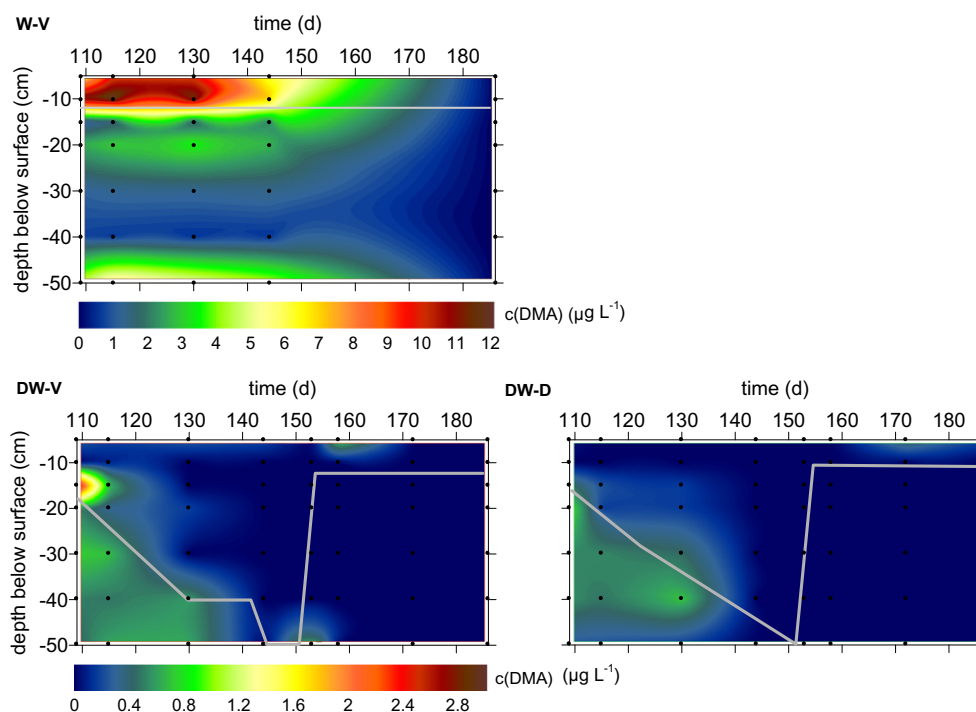 W-V
time (d)
110 120 130 140 150 160 170 180
depth below surface (cm)
-10
-20
-30
-40
-50
c(DMA) (µg L⁻¹)
0 1 2 3 4 5 6 7 8 9 10 11 12
DW-V
time (d)
110 120 130 140 150 160 170 180
depth below surface (cm)
5
-10
-20
-30
-40
-50
DW-D
time (d)
110 120 130 140 150 160 170 180
c(DMA) (µg L⁻¹)
0 0.4 0.8 1.2 1.6 2 2.4 2.8